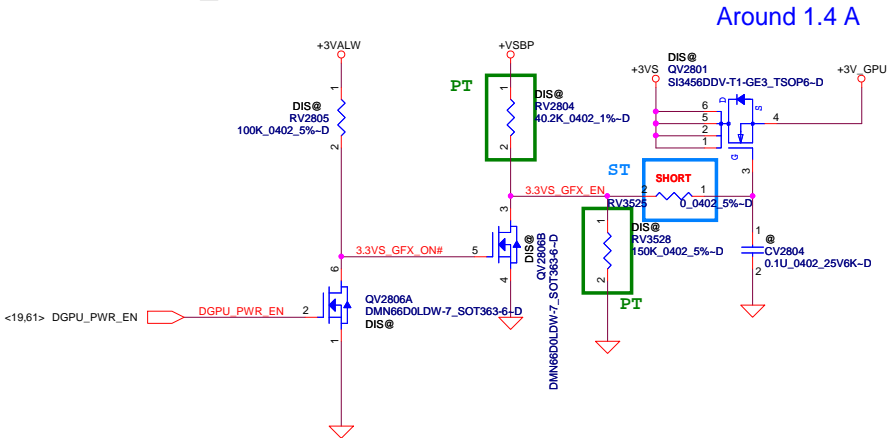 Around 1.4 A
+3VALW
+VSBP
DIS@
+3VS
QV2801
+3V_GPU
SI3456DDV-T1-GE3_TSOP6~D
PT
1
DIS@
RV2804
40.2K_0402_1%~D
2
1
DIS@
RV2805
100K_0402_5%~D
2
D
S
6
5
2
1
4
G
3
ST
SHORT
3.3VS_GFX_EN
2
1
RV3525
0_0402_5%~D
3
DIS@
QV2806B
DMN66D0LDW-7_SOT363-6~D
5
4
1
DIS@
RV3528
150K_0402_5%~D
2
PT
1
@
CV2804
0.1U_0402_25V6K~D
2
3.3VS_GFX_ON#
6
QV2806A
DMN66D0LDW-7_SOT363-6~D
DIS@
<19,61> DGPU_PWR_EN
DGPU_PWR_EN
2
1